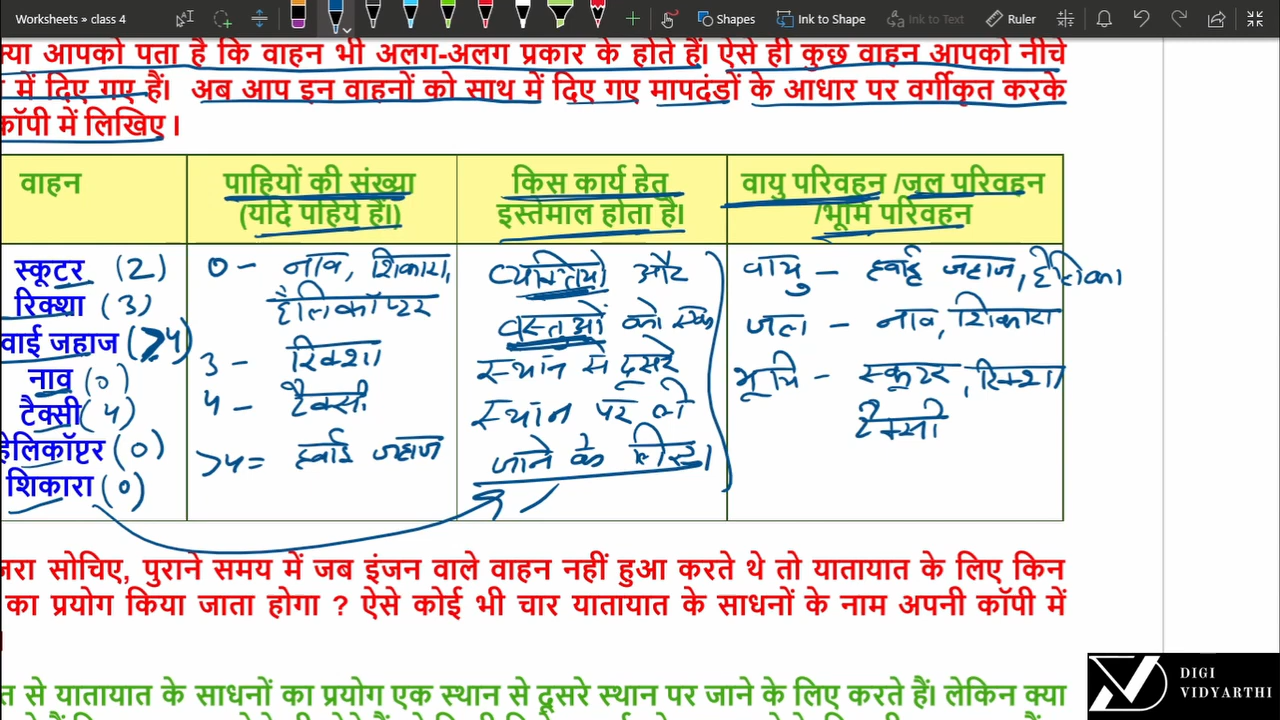 Worksheets » class 4
Shapes
Ink to Shape
Ink to Text
Ruler
क्या आपको पता है कि वाहन भी अलग-अलग प्रकार के होते हैं। ऐसे ही कुछ वाहन आपको नीचे
में दिए गए हैं। अब आप इन वाहनों को साथ में दिए गए मापदंडों के आधार पर वर्गीकृत करके
कॉपी में लिखिए ।
वाहन
पाहियों की संख्या
(यदि पहिये हैं।)
किस कार्य हेतु
इस्तेमाल होता है।
वायु परिवहन /जल परिवहन
/भूमि परिवहन
स्कूटर (2)
रिक्शा (3)
वाई जहाज (>4)
नाव (0)
टैक्सी (4)
हेलिकॉप्टर (0)
शिकारा (0)
0 - नाव, शिकारा,
हैलिकॉप्टर
3 - रिक्शा
4 - टैक्सी
>4= हवाई जहाज
व्यक्तियो और
वस्तुओं को एक
स्थान से दूसरे
स्थान पर ले
जाने के लिए।
वायु - हवाई जहाज, हैलिका
जल - नाव, शिकारा
भूमि - स्कूटर, रिक्शा
टैक्सी
जरा सोचिए, पुराने समय में जब इंजन वाले वाहन नहीं हुआ करते थे तो यातायात के लिए किन
का प्रयोग किया जाता होगा ? ऐसे कोई भी चार यातायात के साधनों के नाम अपनी कॉपी में
त से यातायात के साधनों का प्रयोग एक स्थान से दूसरे स्थान पर जाने के लिए करते हैं। लेकिन क्या
DIGI
VIDYARTHI